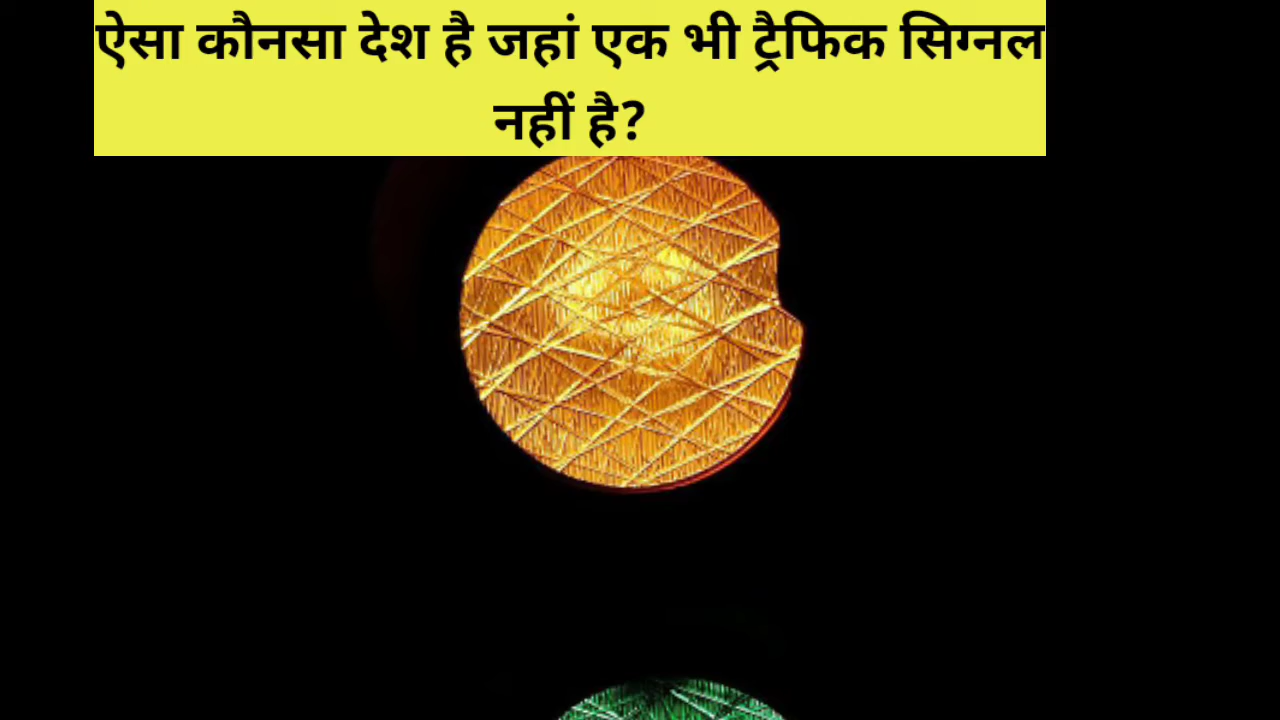 ऐसा कौनसा देश है जहां एक भी ट्रैफिक सिग्नल
नहीं है?